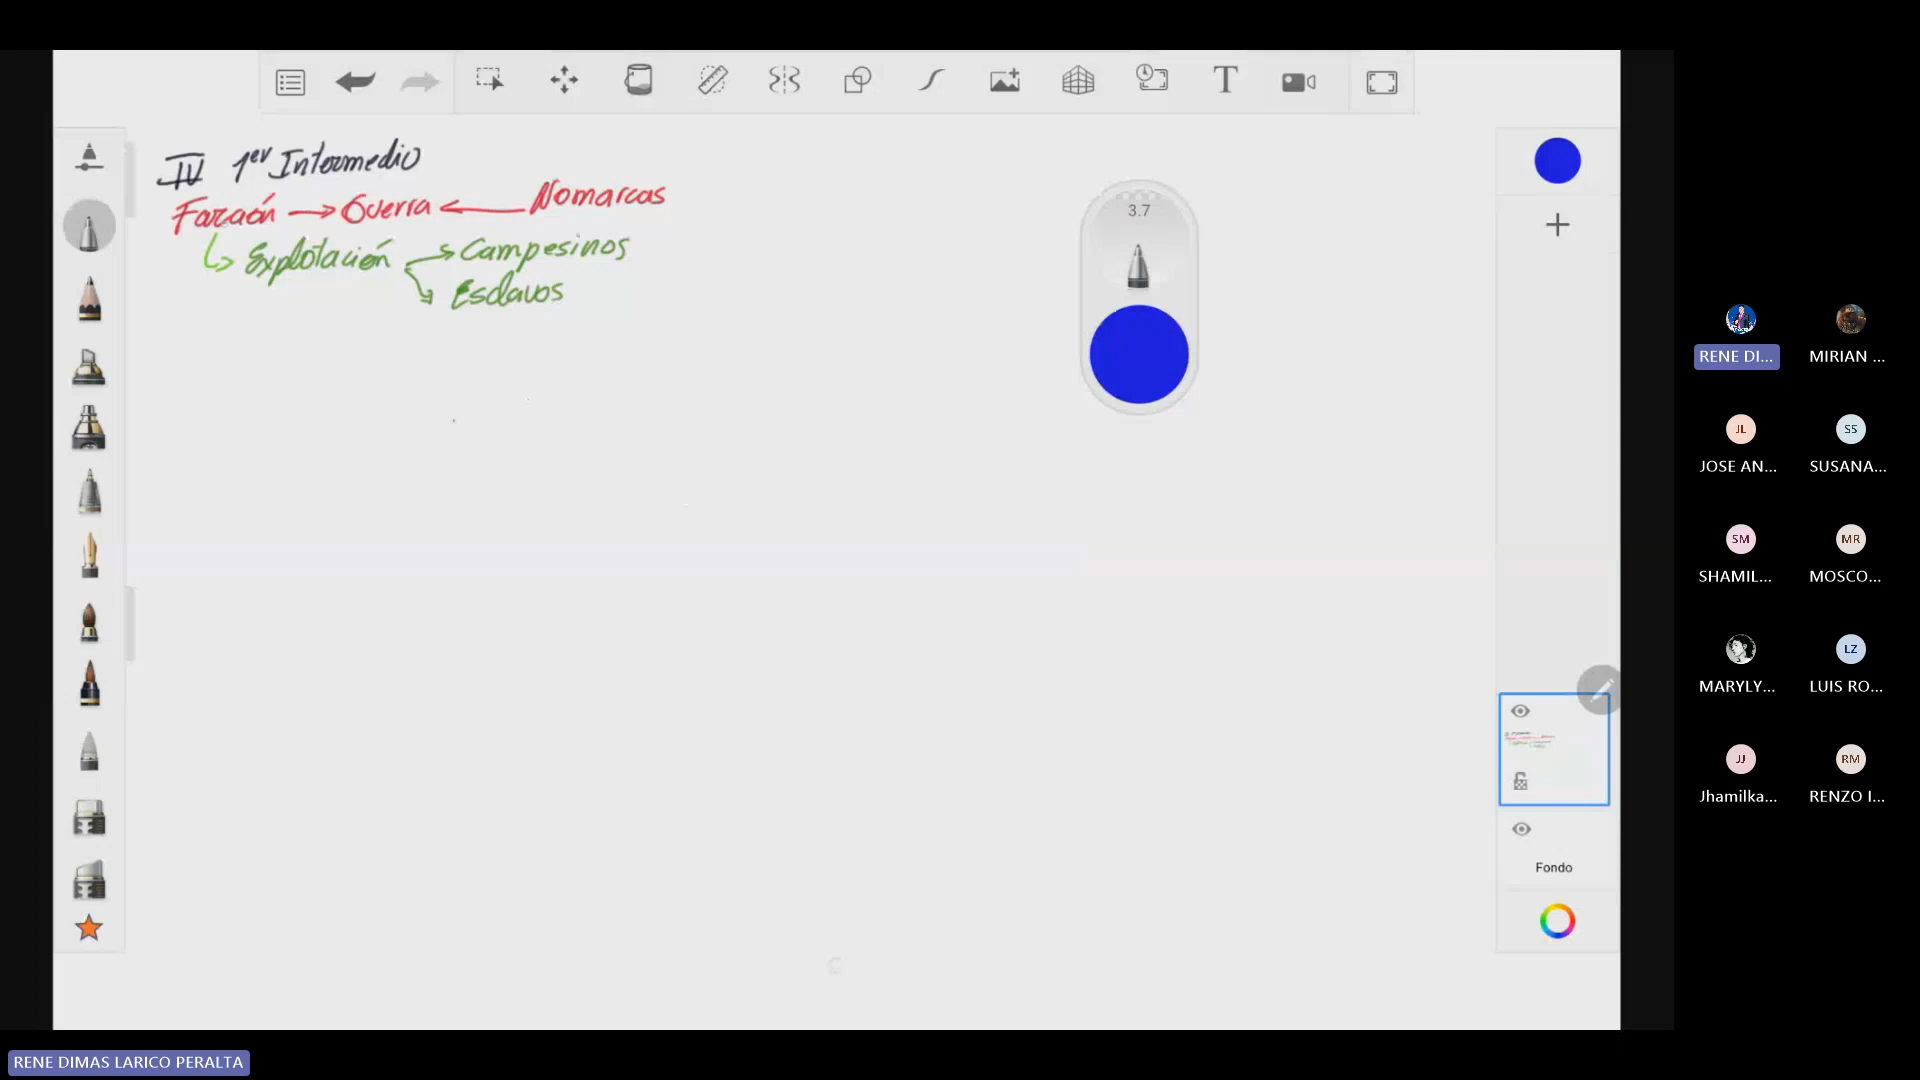 IV 1er Intermedio
Faraón → Guerra ← Nomarcas
↳ Explotación → Campesinos
→ Esclavos
3.7
T
Fondo
RENE DI...
MIRIAN ...
JL
SS
JOSE AN...
SUSANA...
SM
MR
SHAMIL...
MOSCO...
LZ
MARYLY...
LUIS RO...
JJ
RM
Jhamilka...
RENZO I...
RENE DIMAS LARICO PERALTA